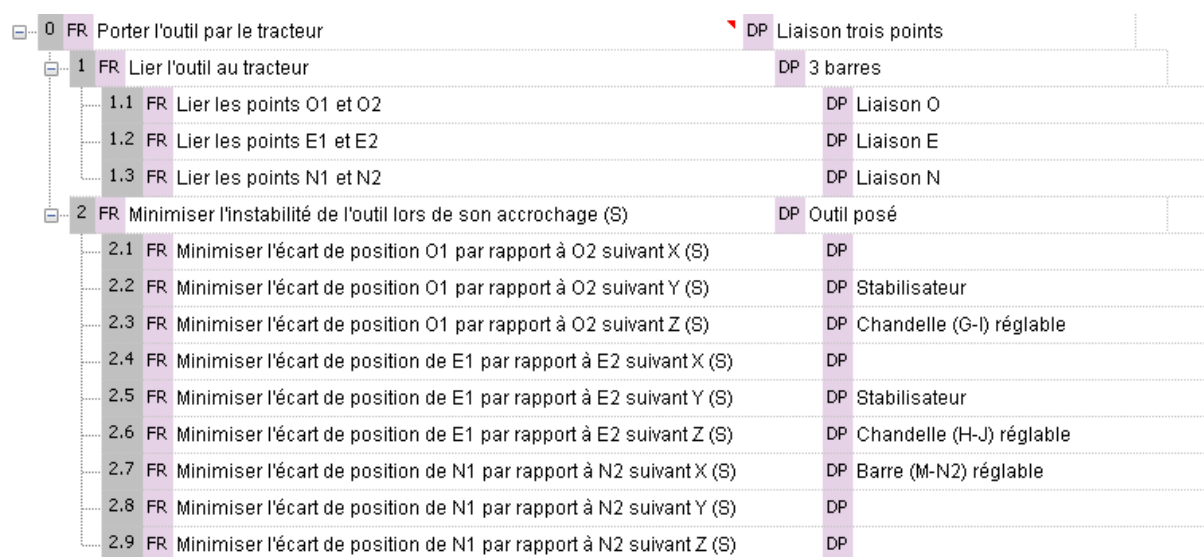 0 FR Porter l'outil par le tracteur DP Liaison trois points
1 FR Lier l'outil au tracteur DP 3 barres
1.1 FR Lier les points O1 et O2 DP Liaison O
1.2 FR Lier les points E1 et E2 DP Liaison E
1.3 FR Lier les points N1 et N2 DP Liaison N
2 FR Minimiser l'instabilité de l'outil lors de son accrochage (S) DP Outil posé
2.1 FR Minimiser l'écart de position O1 par rapport à O2 suivant X (S) DP
2.2 FR Minimiser l'écart de position O1 par rapport à O2 suivant Y (S) DP Stabilisateur
2.3 FR Minimiser l'écart de position O1 par rapport à O2 suivant Z (S) DP Chandelle (G-I) réglable
2.4 FR Minimiser l'écart de position de E1 par rapport à E2 suivant X (S) DP
2.5 FR Minimiser l'écart de position de E1 par rapport à E2 suivant Y (S) DP Stabilisateur
2.6 FR Minimiser l'écart de position de E1 par rapport à E2 suivant Z (S) DP Chandelle (H-J) réglable
2.7 FR Minimiser l'écart de position de N1 par rapport à N2 suivant X (S) DP Barre (M-N2) réglable
2.8 FR Minimiser l'écart de position de N1 par rapport à N2 suivant Y (S) DP
2.9 FR Minimiser l'écart de position de N1 par rapport à N2 suivant Z (S) DP